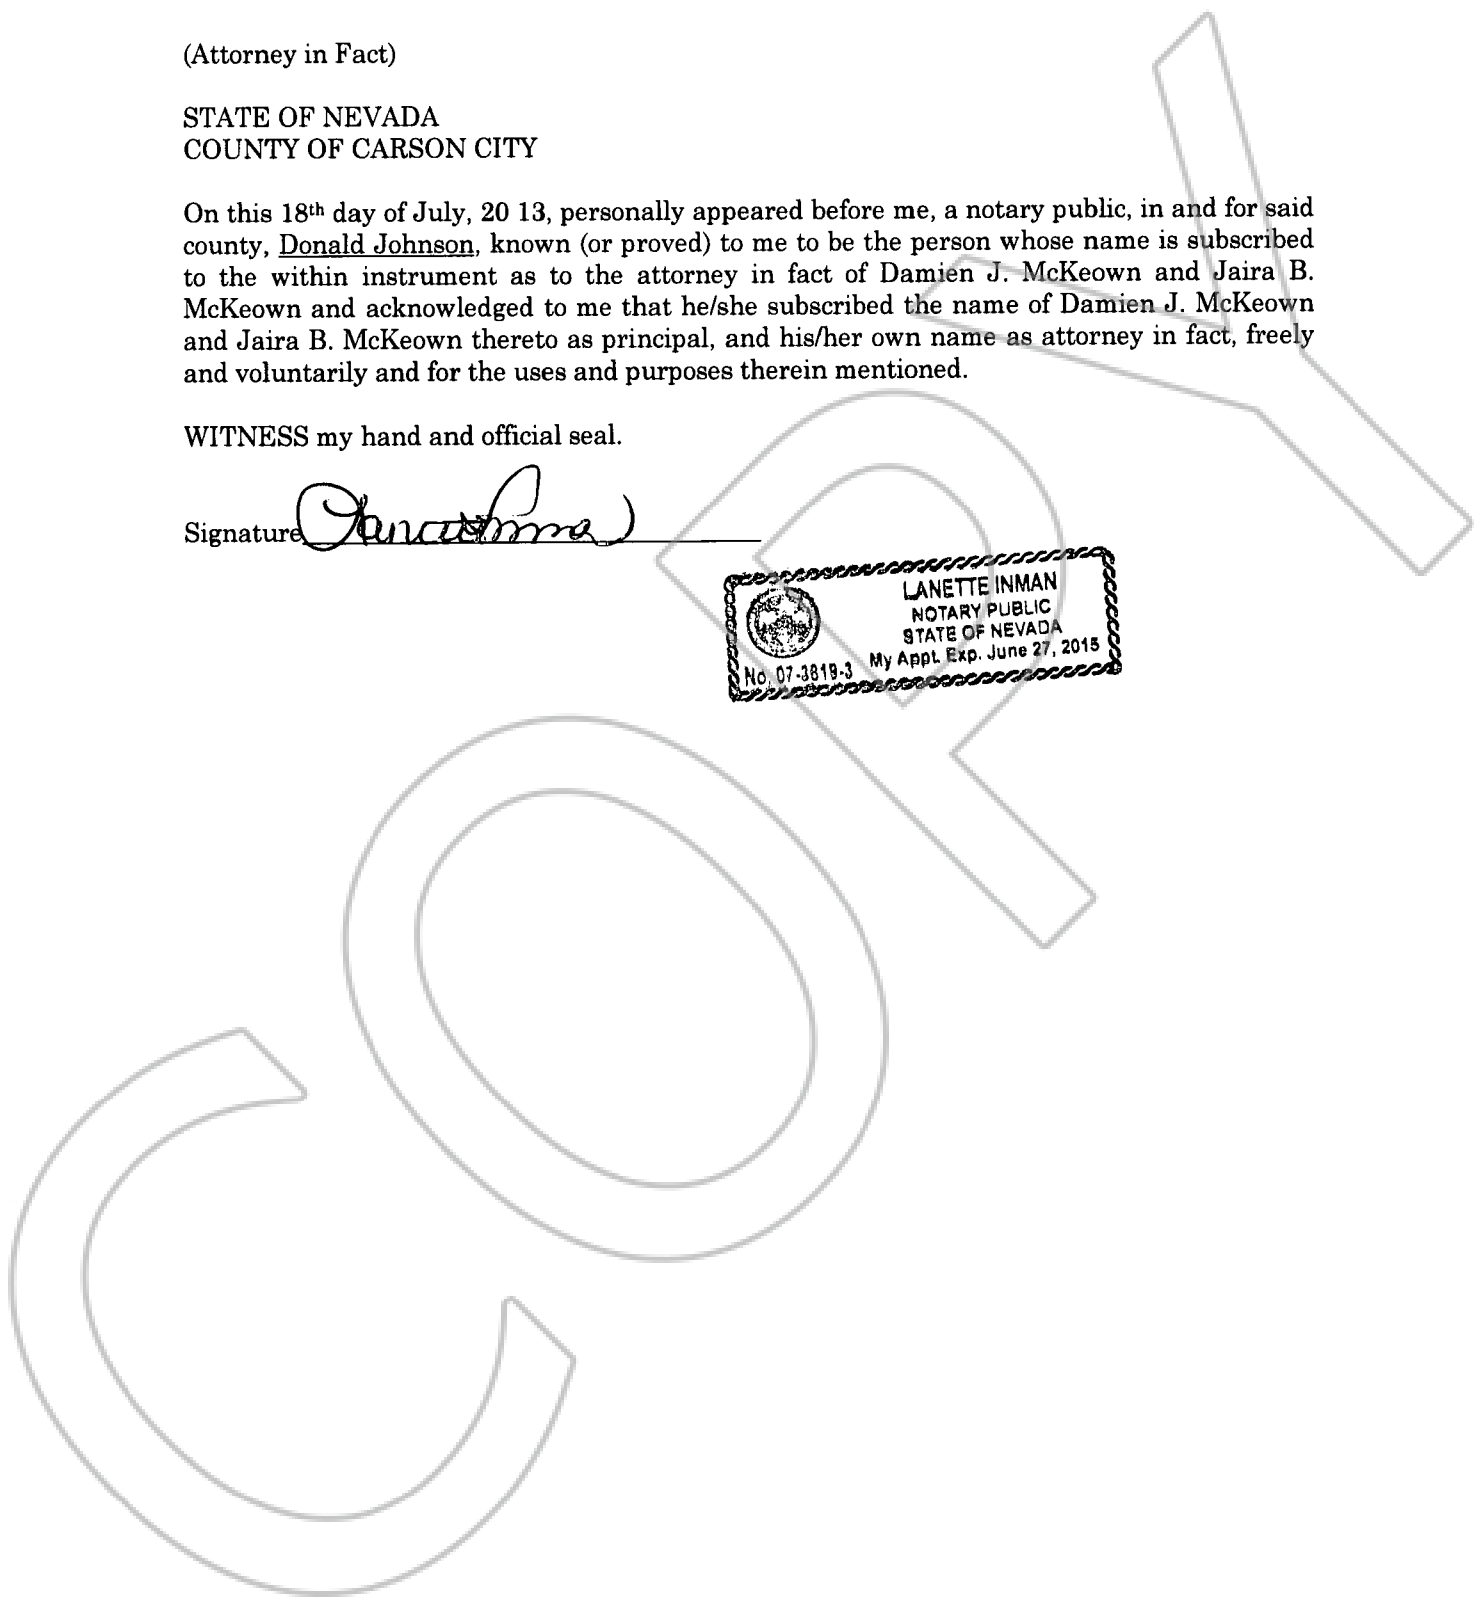 (Attorney in Fact)
STATE OF NEVADA
COUNTY OF CARSON CITY
On this 18th day of July, 20 13, personally appeared before me, a notary public, in and for said
county, Donald Johnson, known (or proved) to me to be the person whose name is subscribed
to the within instrument as to the attorney in fact of Damien J. McKeown and Jaira B.
McKeown and acknowledged to me that he/she subscribed the name of Damien J. McKeown
and Jaira B. McKeown thereto as principal, and his/her own name as attorney in fact, freely
and voluntarily and for the uses and purposes therein mentioned.
WITNESS my hand and official seal.
Signature
LANETTE INMAN
NOTARY PUBLIC
STATE OF NEVADA
My Appt. Exp. June 27, 2015
No. 07-3819-3
COPY